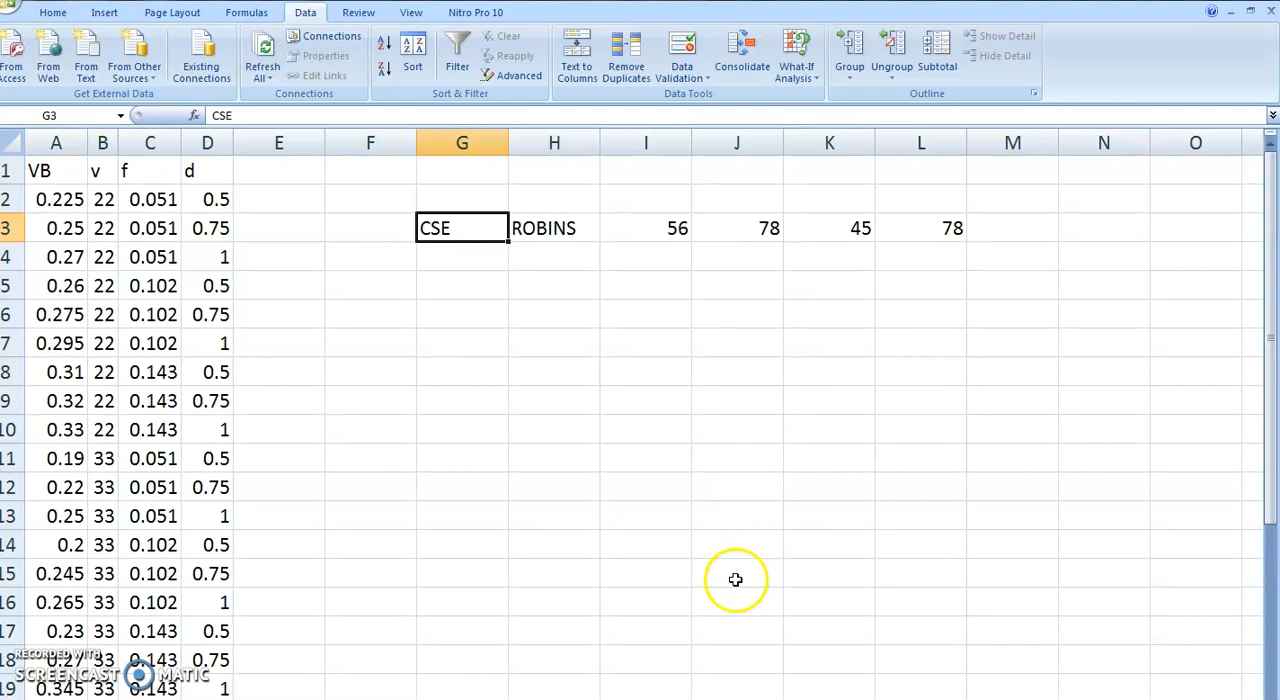 Home Insert Page Layout Formulas Data Review View Nitro Pro 10
From Access From Web From Text From Other Sources Existing Connections
Refresh All Connections Properties Edit Links
Sort Filter Clear Reapply Advanced
Text to Columns Remove Duplicates Data Validation Consolidate What-If Analysis
Group Ungroup Subtotal Show Detail Hide Detail
Get External Data Connections Sort & Filter Data Tools Outline
G3 fx CSE
A B C D E F G H I J K L M N O
1 VB v f d
2 0.225 22 0.051 0.5
3 0.25 22 0.051 0.75 CSE ROBINS 56 78 45 78
4 0.27 22 0.051 1
5 0.26 22 0.102 0.5
6 0.275 22 0.102 0.75
7 0.295 22 0.102 1
8 0.31 22 0.143 0.5
9 0.32 22 0.143 0.75
10 0.33 22 0.143 1
11 0.19 33 0.051 0.5
12 0.22 33 0.051 0.75
13 0.25 33 0.051 1
14 0.2 33 0.102 0.5
15 0.245 33 0.102 0.75
16 0.265 33 0.102 1
17 0.23 33 0.143 0.5
18 0.27 33 0.143 0.75
19 0.345 33 0.143 1
RECORDED WITH
SCREENCAST MATIC